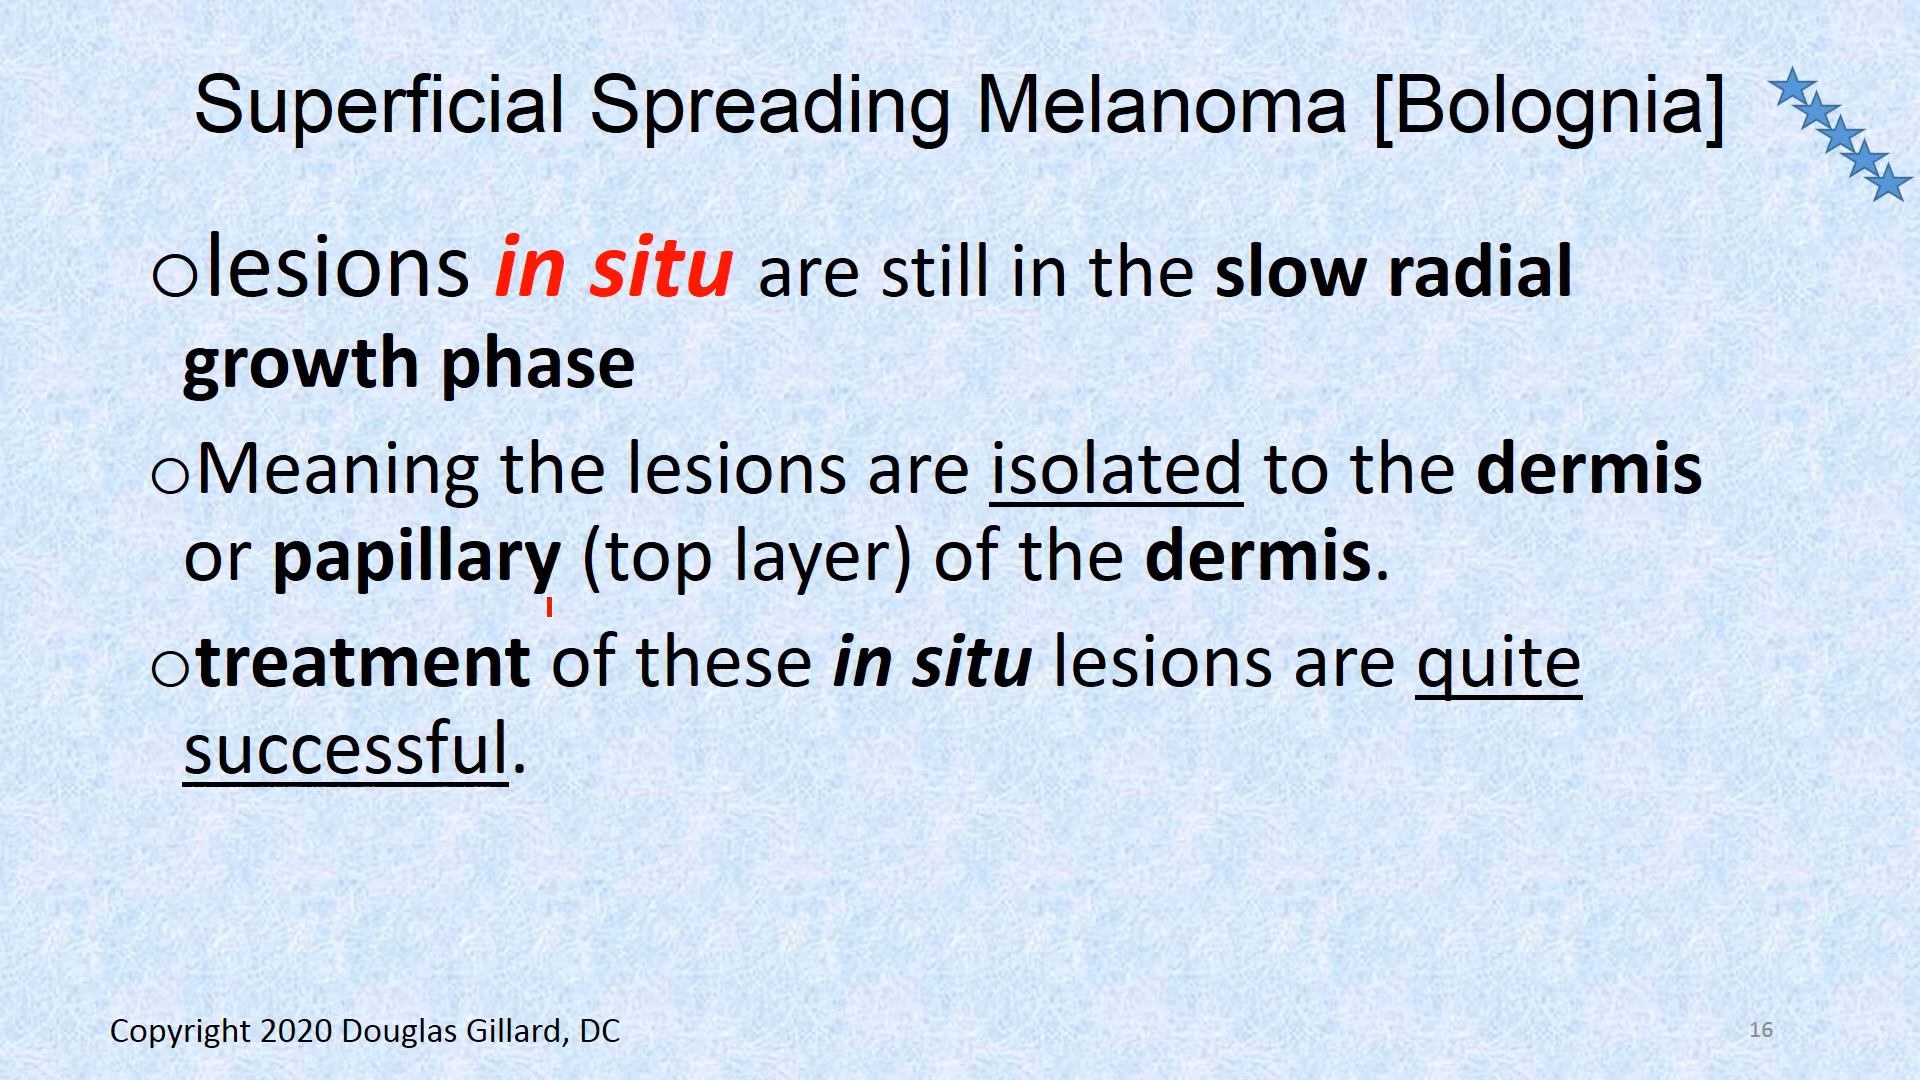 Superficial Spreading Melanoma [Bolognia]
lesions in situ are still in the slow radial
growth phase
Meaning the lesions are isolated to the dermis
or papillary (top layer) of the dermis.
treatment of these in situ lesions are quite
successful.
Copyright 2020 Douglas Gillard, DC
16